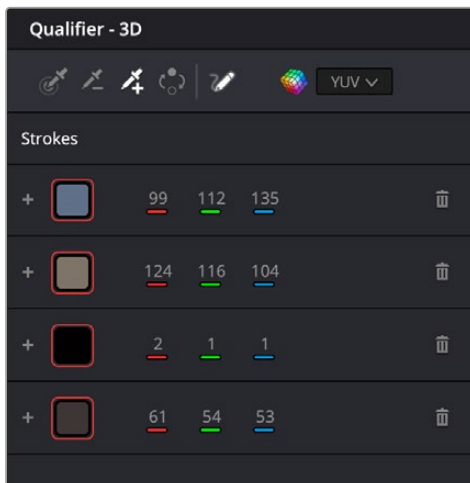 Qualifier - 3D
YUV
Strokes
+ 99 112 135
+ 124 116 104
+ 2 1 1
+ 61 54 53